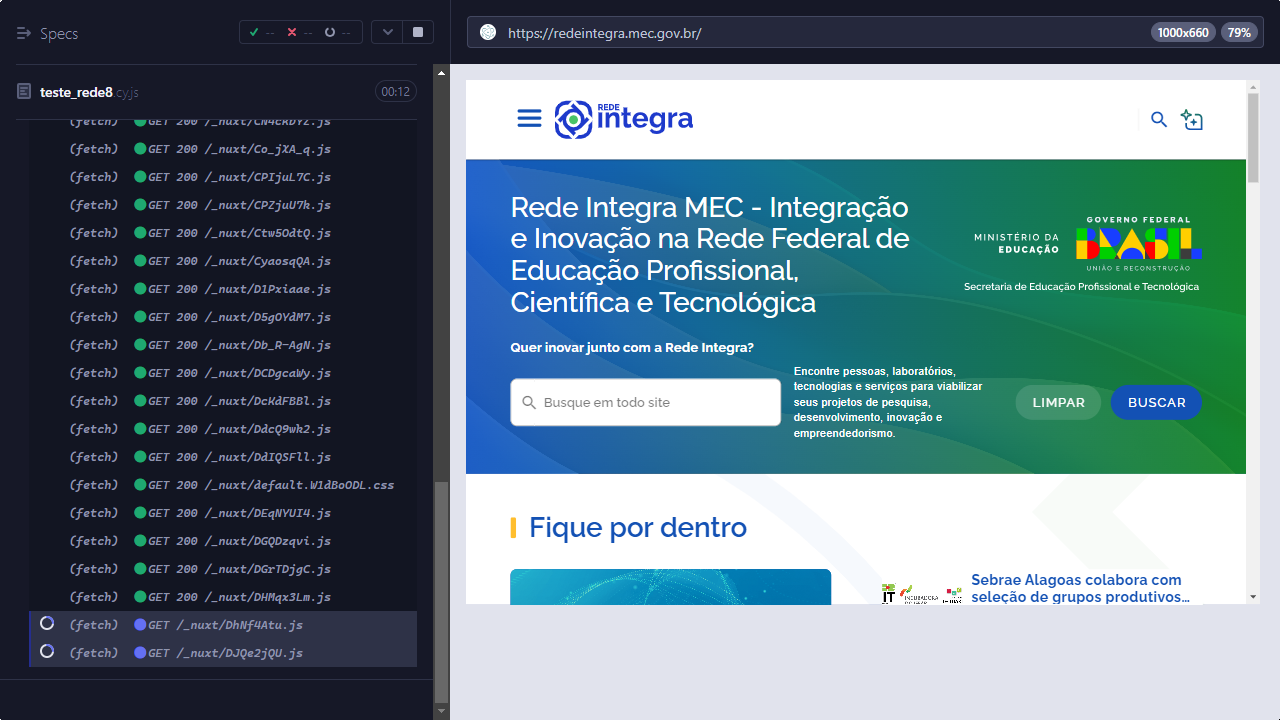 Specs
--
--
--
teste_rede8.cy.js
00:12
(fetch) GET 200 /_nuxt/CN4ckDYZ.js
(fetch) GET 200 /_nuxt/Co_jXA_q.js
(fetch) GET 200 /_nuxt/CPIjuL7C.js
(fetch) GET 200 /_nuxt/CPZjuU7k.js
(fetch) GET 200 /_nuxt/Ctw5OdtQ.js
(fetch) GET 200 /_nuxt/CyaosqQA.js
(fetch) GET 200 /_nuxt/D1Pxiaae.js
(fetch) GET 200 /_nuxt/D5gOYdM7.js
(fetch) GET 200 /_nuxt/Db_R-AgN.js
(fetch) GET 200 /_nuxt/DCDgcaWy.js
(fetch) GET 200 /_nuxt/DckdFBBl.js
(fetch) GET 200 /_nuxt/DdcQ9wk2.js
(fetch) GET 200 /_nuxt/DdIQSFll.js
(fetch) GET 200 /_nuxt/default.W1dBoODL.css
(fetch) GET 200 /_nuxt/DEqNYUI4.js
(fetch) GET 200 /_nuxt/DGQDzqvi.js
(fetch) GET 200 /_nuxt/DGrTDjgC.js
(fetch) GET 200 /_nuxt/DHMqx3Lm.js
(fetch) GET /_nuxt/DhNf4Atu.js
(fetch) GET /_nuxt/DJQe2jQU.js
https://redeintegra.mec.gov.br/
1000x660
79%
REDE
integra
Rede Integra MEC - Integração
e Inovação na Rede Federal de
Educação Profissional,
Científica e Tecnológica
MINISTÉRIO DA
EDUCAÇÃO
GOVERNO FEDERAL
BRASIL
UNIÃO E RECONSTRUÇÃO
Secretaria de Educação Profissional e Tecnológica
Quer inovar junto com a Rede Integra?
Busque em todo site
Encontre pessoas, laboratórios,
tecnologias e serviços para viabilizar
seus projetos de pesquisa,
desenvolvimento, inovação e
empreendedorismo.
LIMPAR
BUSCAR
Fique por dentro
Sebrae Alagoas colabora com
seleção de grupos produtivos…